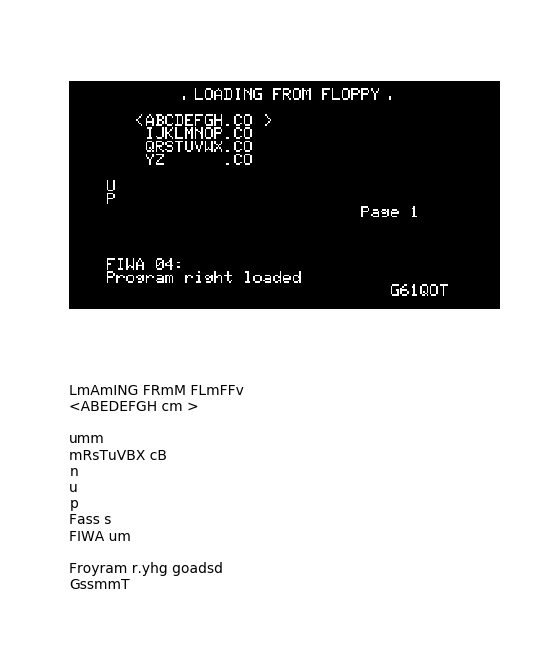 . LOADING FROM FLOPPY .
<ABCDEFGH.CO >
IJKLMNOP.CO
QRSTUVWX.CO
YZ .CO
U
P
Page 1
FIWA 04:
Program right loaded
G61QOT
LmAmING FRmM FLmFFv
<ABEDEFGH cm >
umm
mRsTuVBX cB
n
u
p
Fass s
FIWA um
Froyram r.yhg goadsd
GssmmT